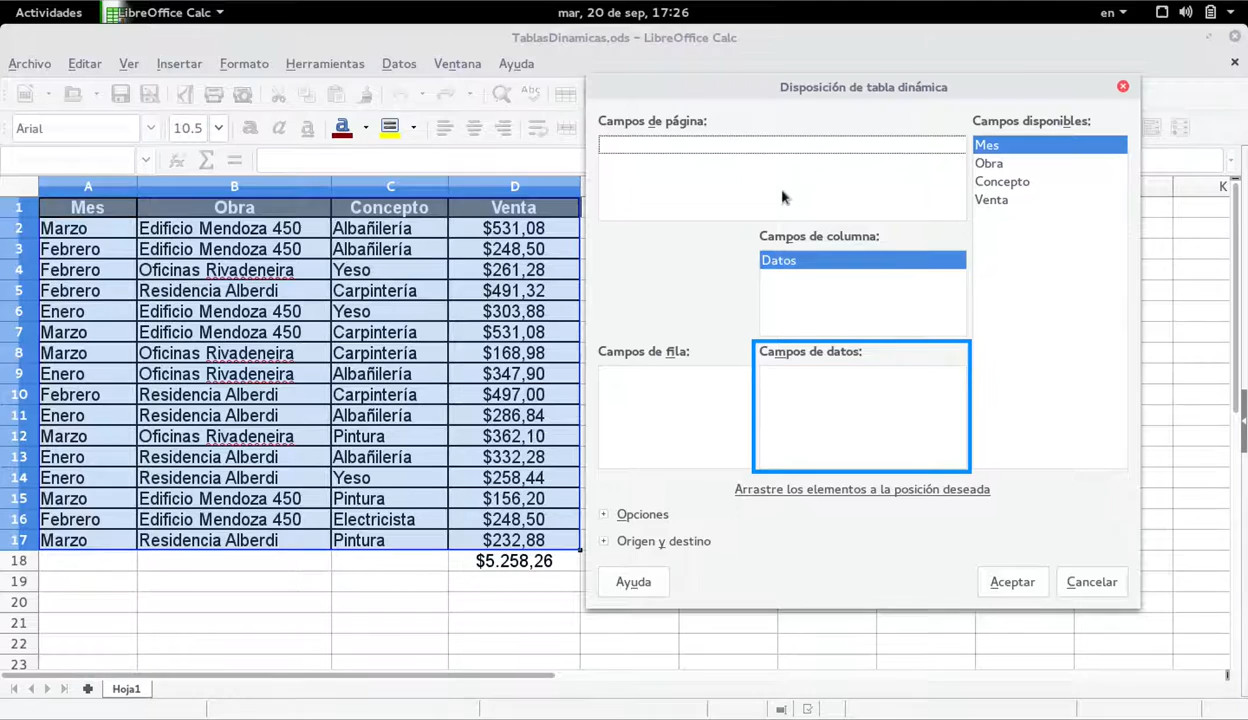 Actividades LibreOffice Calc mar, 20 de sep, 17:26 en
TablasDinamicas.ods - LibreOffice Calc
Archivo Editar Ver Insertar Formato Herramientas Datos Ventana Ayuda
Arial 10.5
A B C D K
1 Mes Obra Concepto Venta
2 Marzo Edificio Mendoza 450 Albañilería $531,08
3 Febrero Edificio Mendoza 450 Albañilería $248,50
4 Febrero Oficinas Rivadeneira Yeso $261,28
5 Febrero Residencia Alberdi Carpintería $491,32
6 Enero Edificio Mendoza 450 Yeso $303,88
7 Marzo Edificio Mendoza 450 Carpintería $531,08
8 Marzo Oficinas Rivadeneira Carpintería $168,98
9 Enero Oficinas Rivadeneira Albañilería $347,90
10 Febrero Residencia Alberdi Carpintería $497,00
11 Enero Residencia Alberdi Albañilería $286,84
12 Marzo Oficinas Rivadeneira Pintura $362,10
13 Enero Residencia Alberdi Albañilería $332,28
14 Enero Residencia Alberdi Yeso $258,44
15 Marzo Edificio Mendoza 450 Pintura $156,20
16 Febrero Edificio Mendoza 450 Electricista $248,50
17 Marzo Residencia Alberdi Pintura $232,88
18 $5.258,26
19
20
21
22
23
Hoja1
Disposición de tabla dinámica
Campos de página:
Campos disponibles:
Mes
Obra
Concepto
Venta
Campos de columna:
Datos
Campos de fila:
Campos de datos:
Arrastre los elementos a la posición deseada
Opciones
Origen y destino
Ayuda Aceptar Cancelar